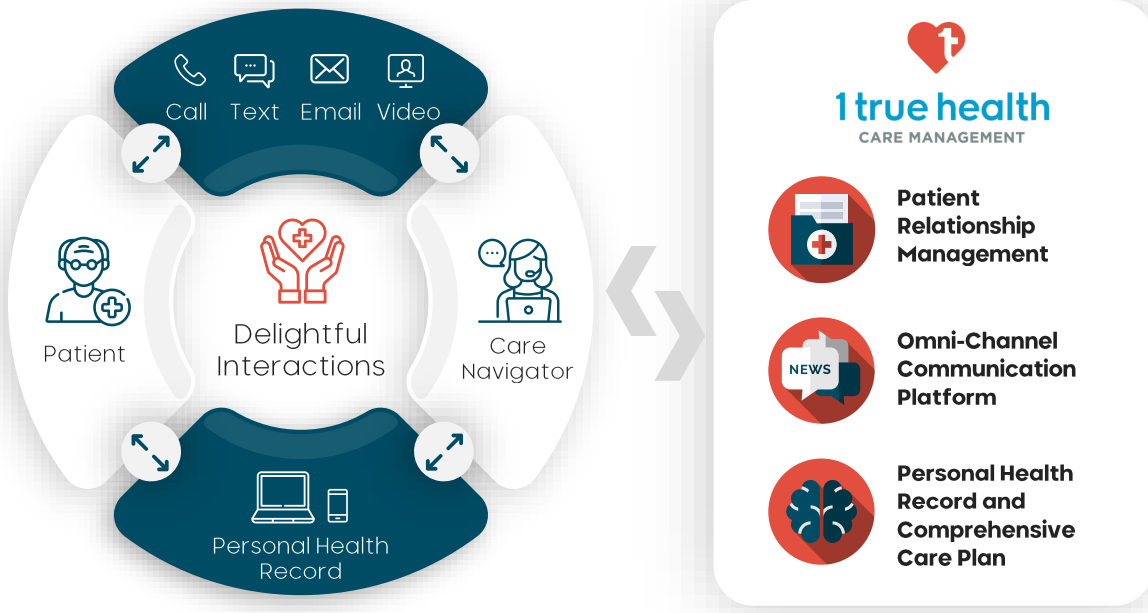 Call Text Email Video
Patient
Delightful
Interactions
Care
Navigator
Personal Health
Record
t
1 true health
CARE MANAGEMENT
Patient
Relationship
Management
NEWS
Omni-Channel
Communication
Platform
Personal Health
Record and
Comprehensive
Care Plan